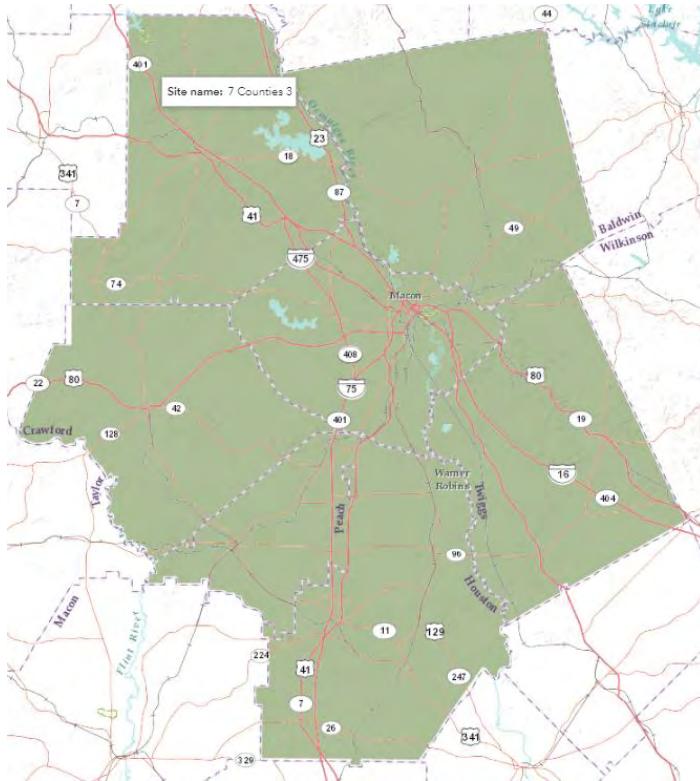 44
Lake
Sinclair
401
Site name: 7 Counties 3
Ocmulgee River
23
18
341
7
87
41
49
Baldwin
Wilkinson
475
74
Macon
408
22
80
80
75
42
19
401
Crawford
128
Warner
Robins
16
Taylor
Twiggs
404
Peach
96
Houston
Macon
Flint River
11
129
224
41
247
7
26
341
329